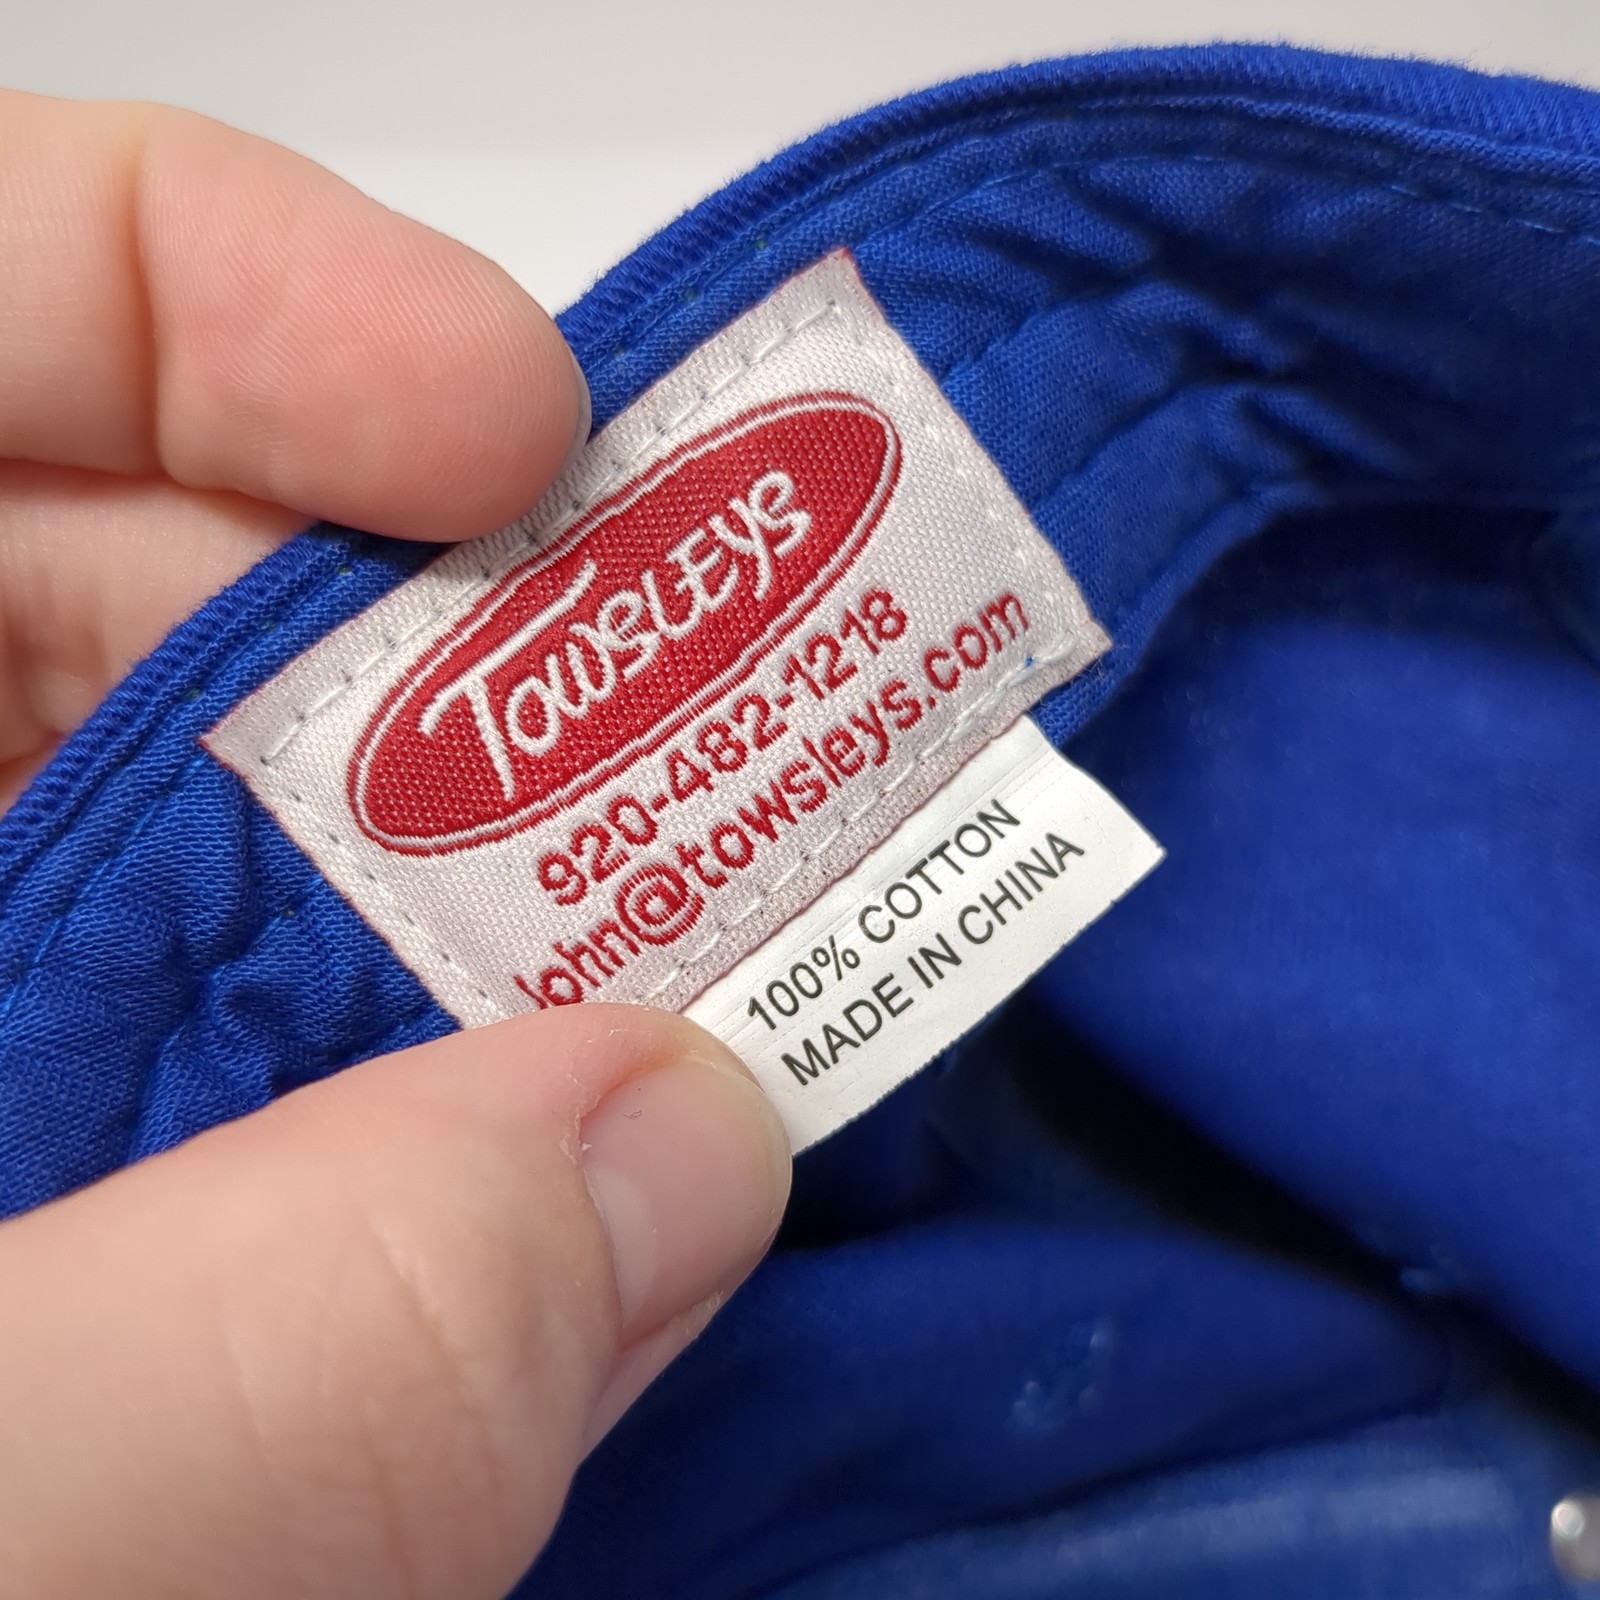 Towsleys
920-482-1218
John@towsleys.com
100% COTTON
MADE IN CHINA